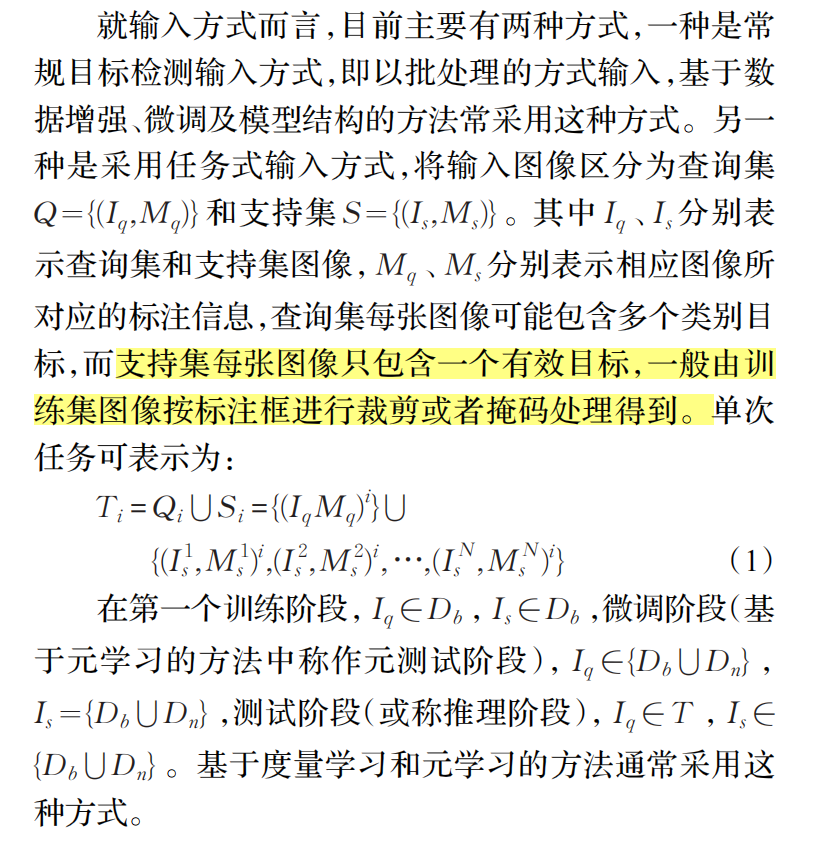 就输入方式而言,目前主要有两种方式,一种是常
规目标检测输入方式,即以批处理的方式输入,基于数
据增强、微调及模型结构的方法常采用这种方式。另一
种是采用任务式输入方式,将输入图像区分为查询集
Q={(I_q,M_q)}和支持集S={(I_s,M_s)}。其中I_q、I_s分别表
示查询集和支持集图像,M_q、M_s分别表示相应图像所
对应的标注信息,查询集每张图像可能包含多个类别目
标,而支持集每张图像只包含一个有效目标,一般由训
练集图像按标注框进行裁剪或者掩码处理得到。单次
任务可表示为:
T_i=Q_i⋃S_i={(I_qM_q)^i}⋃
{(I_s^1,M_s^1)^i,(I_s^2,M_s^2)^i,⋯,(I_s^N,M_s^N)^i} (1)
在第一个训练阶段,I_q∈D_b,I_s∈D_b,微调阶段(基
于元学习的方法中称作元测试阶段),I_q∈{D_b⋃D_n},
I_s={D_b⋃D_n},测试阶段(或称推理阶段),I_q∈T,I_s∈
{D_b⋃D_n}。基于度量学习和元学习的方法通常采用这
种方式。